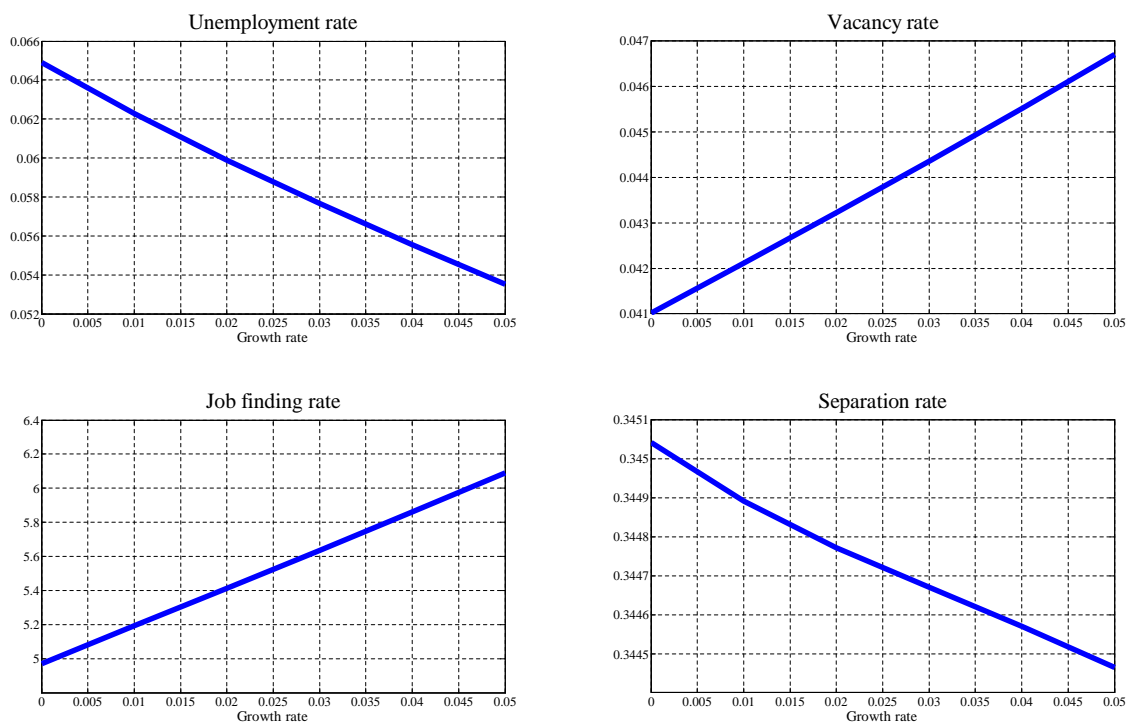 Unemployment rate
0.066
0.064
0.062
0.06
0.058
0.056
0.054
0.052
0 0.005 0.01 0.015 0.02 0.025 0.03 0.035 0.04 0.045 0.05
Growth rate
Vacancy rate
0.047
0.046
0.045
0.044
0.043
0.042
0.041
0 0.005 0.01 0.015 0.02 0.025 0.03 0.035 0.04 0.045 0.05
Growth rate
Job finding rate
6.4
6.2
6
5.8
5.6
5.4
5.2
5
0 0.005 0.01 0.015 0.02 0.025 0.03 0.035 0.04 0.045 0.05
Growth rate
Separation rate
0.3451
0.345
0.3449
0.3448
0.3447
0.3446
0.3445
0 0.005 0.01 0.015 0.02 0.025 0.03 0.035 0.04 0.045 0.05
Growth rate